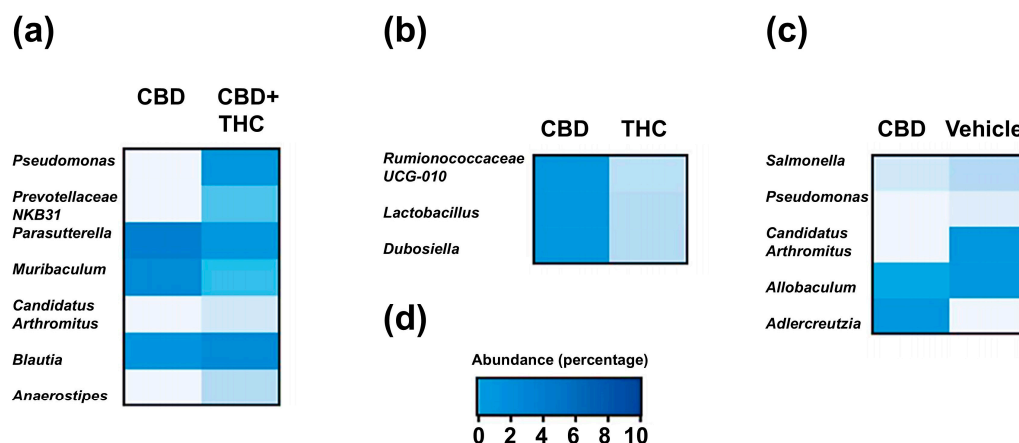 (a)
CBD CBD+
THC
Pseudomonas
Prevotellaceae
NKB31
Parasutterella
Muribaculum
Candidatus
Arthromitus
Blautia
Anaerostipes
(b)
CBD THC
Rumionococcaceae
UCG-010
Lactobacillus
Dubosiella
(c)
CBD Vehicle
Salmonella
Pseudomonas
Candidatus
Arthromitus
Allobaculum
Adlercreutzia
(d)
Abundance (percentage)
0 2 4 6 8 10